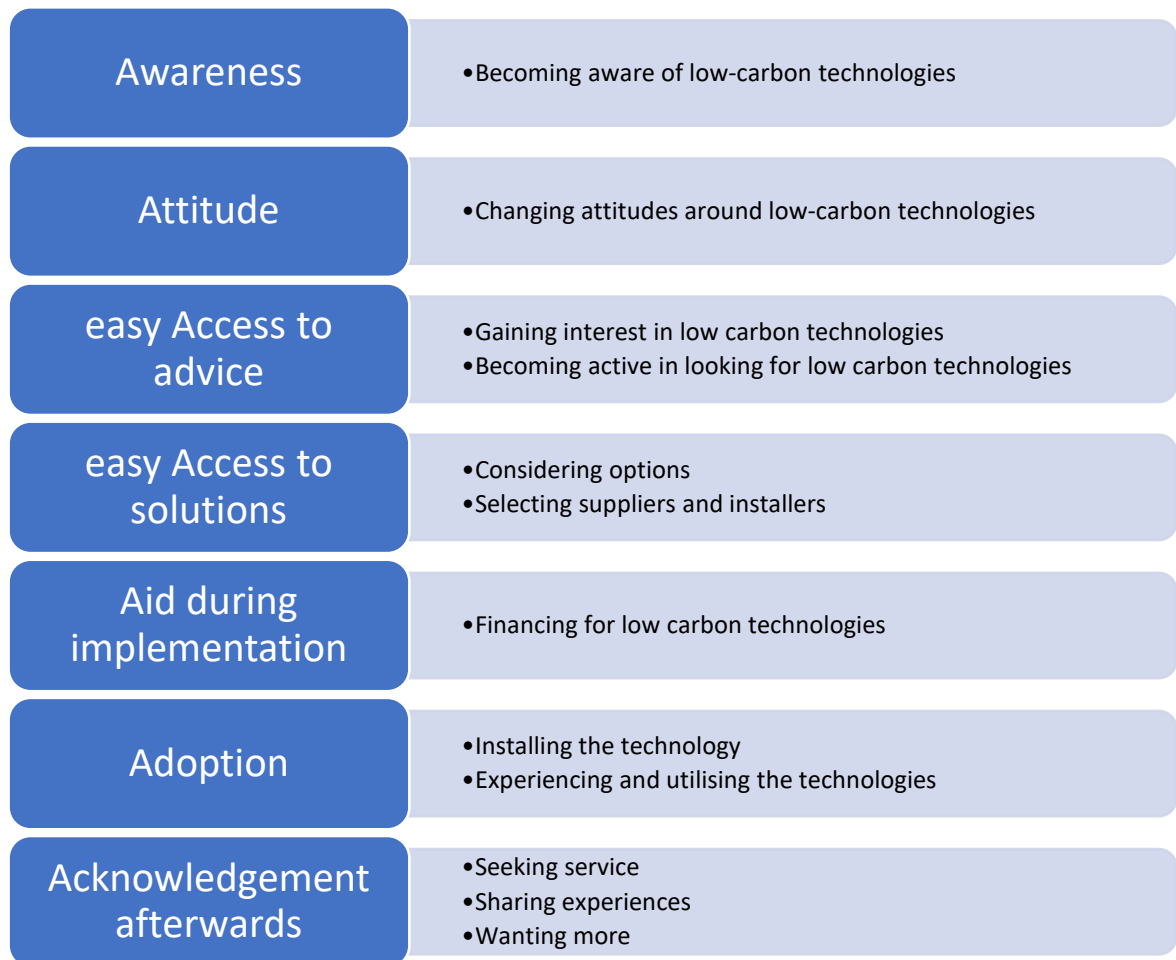 Awareness
•Becoming aware of low-carbon technologies
Attitude
•Changing attitudes around low-carbon technologies
easy Access to
advice
•Gaining interest in low carbon technologies
•Becoming active in looking for low carbon technologies
easy Access to
solutions
•Considering options
•Selecting suppliers and installers
Aid during
implementation
•Financing for low carbon technologies
Adoption
•Installing the technology
•Experiencing and utilising the technologies
Acknowledgement
afterwards
•Seeking service
•Sharing experiences
•Wanting more